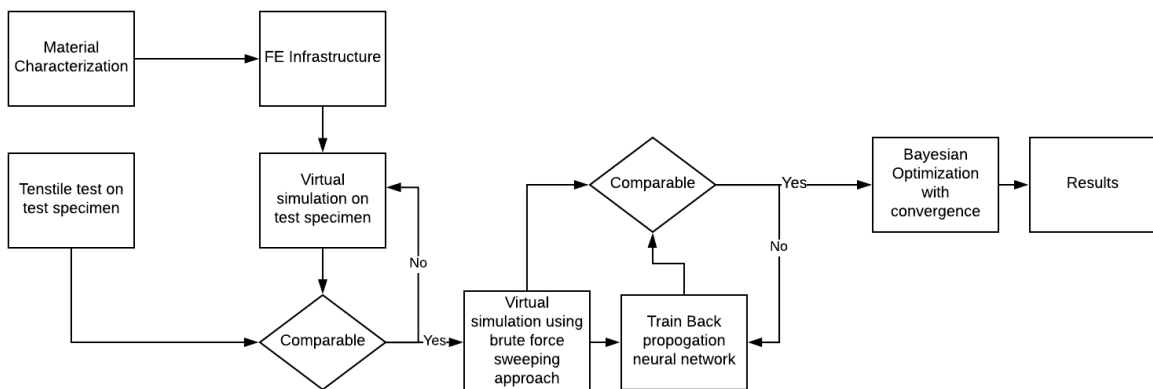 Material
Characterization
FE Infrastructure
Tenstile test on
test specimen
Virtual
simulation on
test specimen
No
Comparable
Yes
Virtual
simulation using
brute force
sweeping
approach
Train Back
propogation
neural network
Comparable
Yes
No
Bayesian
Optimization
with
convergence
Results